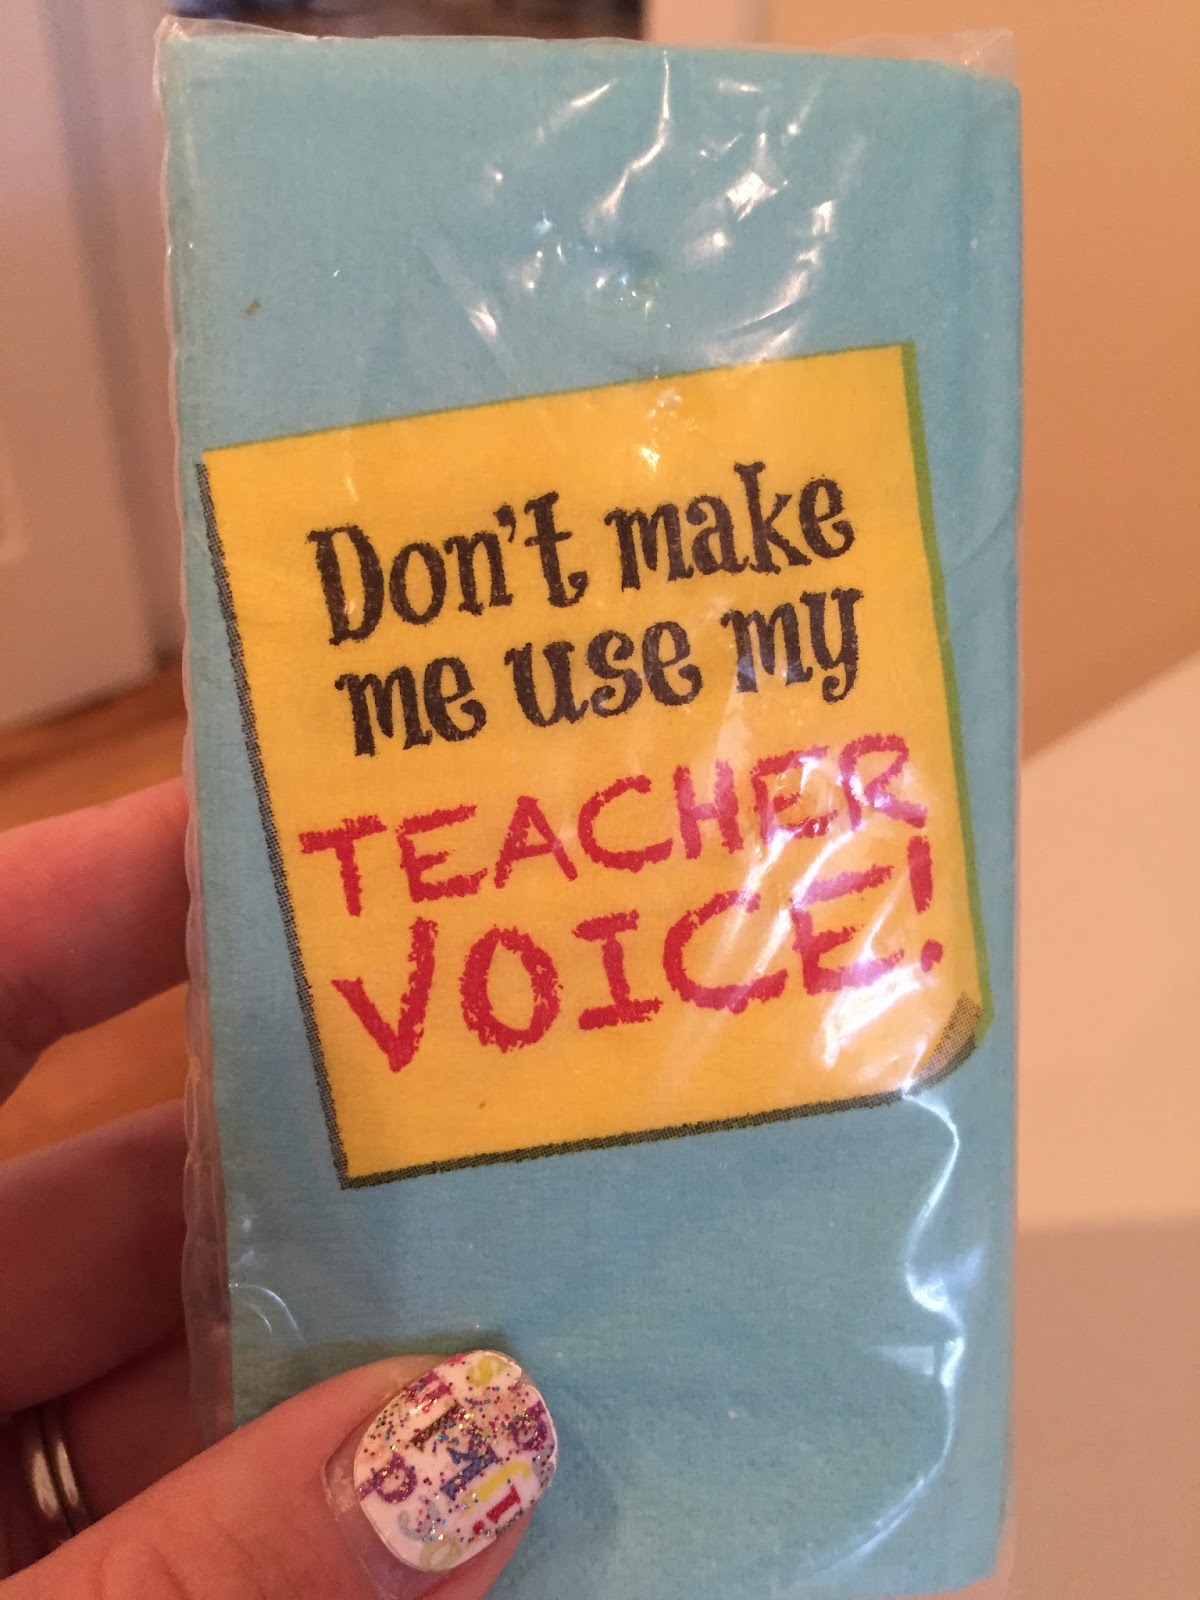 Don't make
me use my
TEACHER
VOICE!